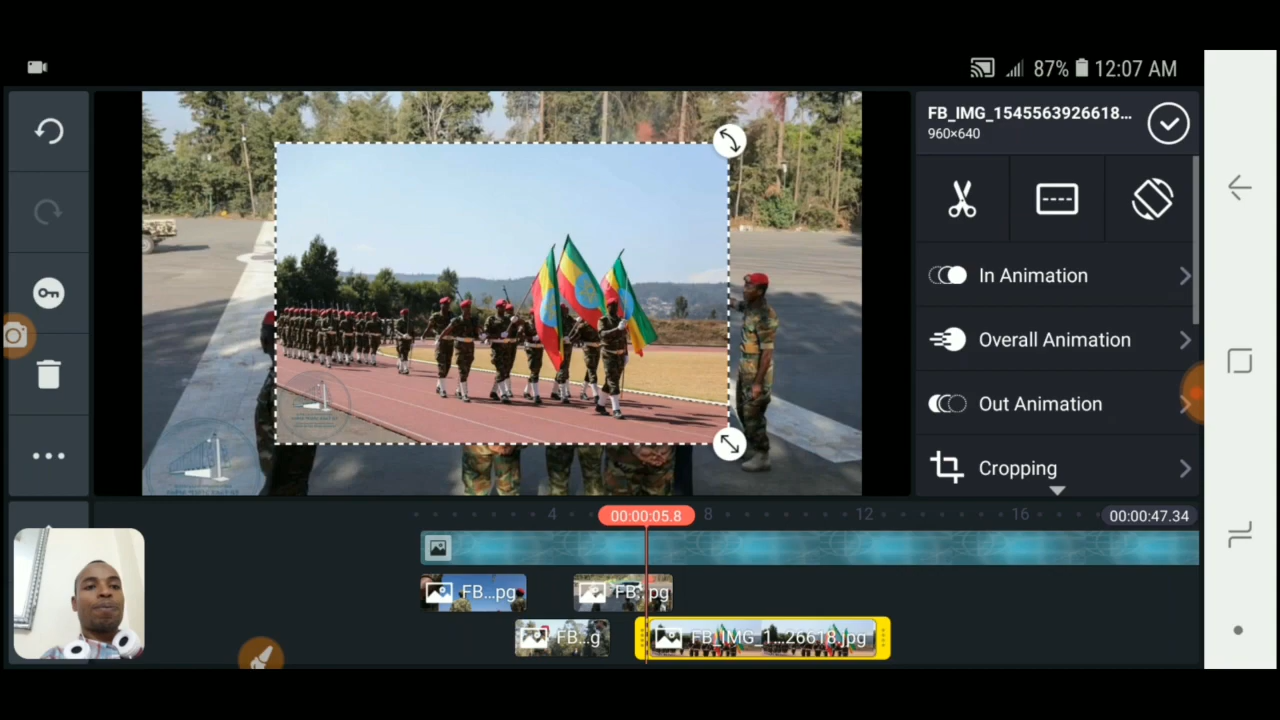 87% 12:07 AM
FB_IMG_1545563926618...
960×640
In Animation
Overall Animation
Out Animation
Cropping
4
00:00:05.8
8
12
16
00:00:47.34
FB...pg
FB...pg
FB...g
FB_IMG_1...26618.jpg